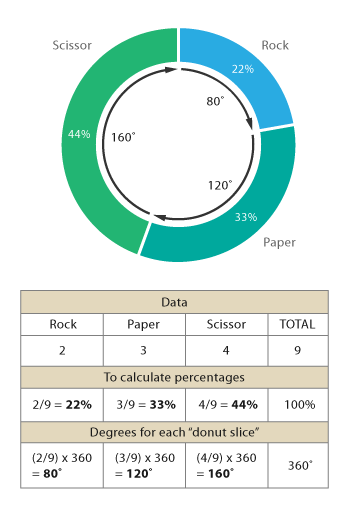 Scissor
Rock
22%
80˚
44%
160˚
120˚
33%
Paper
Data
Rock Paper Scissor TOTAL
2 3 4 9
To calculate percentages
2/9 = 22% 3/9 = 33% 4/9 = 44% 100%
Degrees for each “donut slice”
(2/9) x 360 (3/9) x 360 (4/9) x 360 360˚
= 80˚ = 120˚ = 160˚